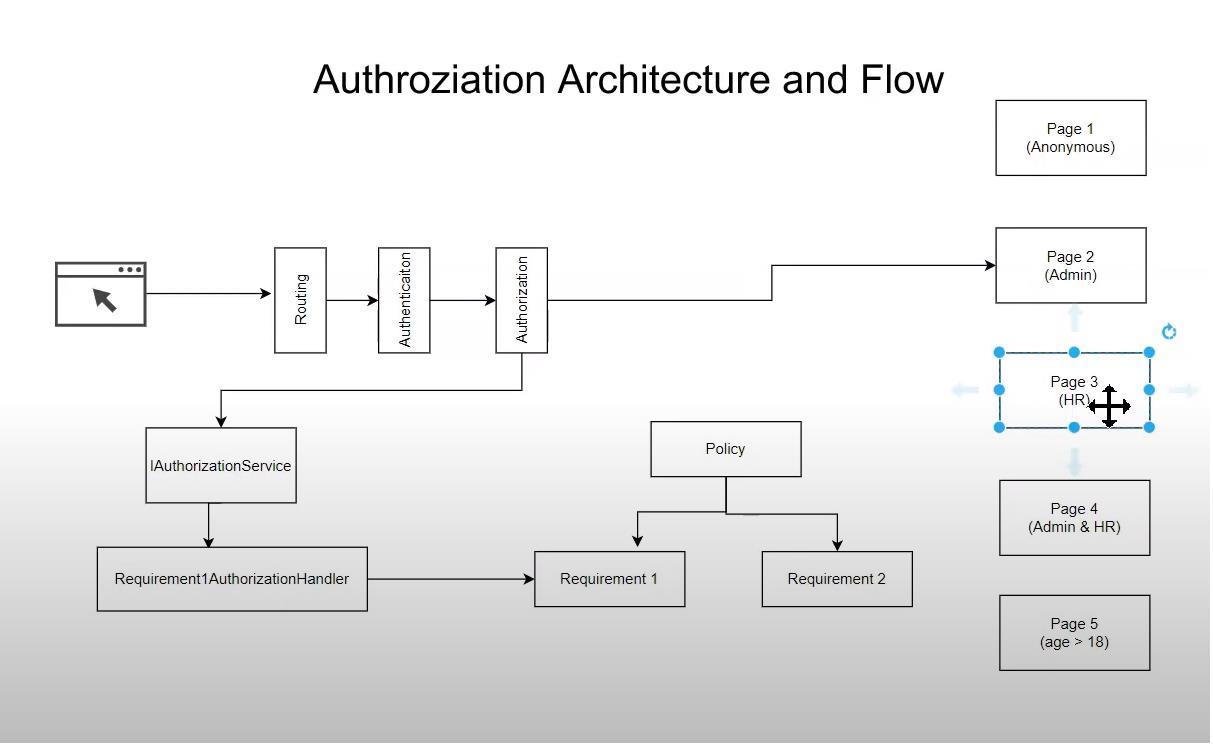 Authroziation Architecture and Flow
Page 1
(Anonymous)
Page 2
(Admin)
Routing
Authenticaiton
Authorization
Page 3
(HR)
IAuthorizationService
Policy
Page 4
(Admin & HR)
Requirement1AuthorizationHandler
Requirement 1
Requirement 2
Page 5
(age > 18)